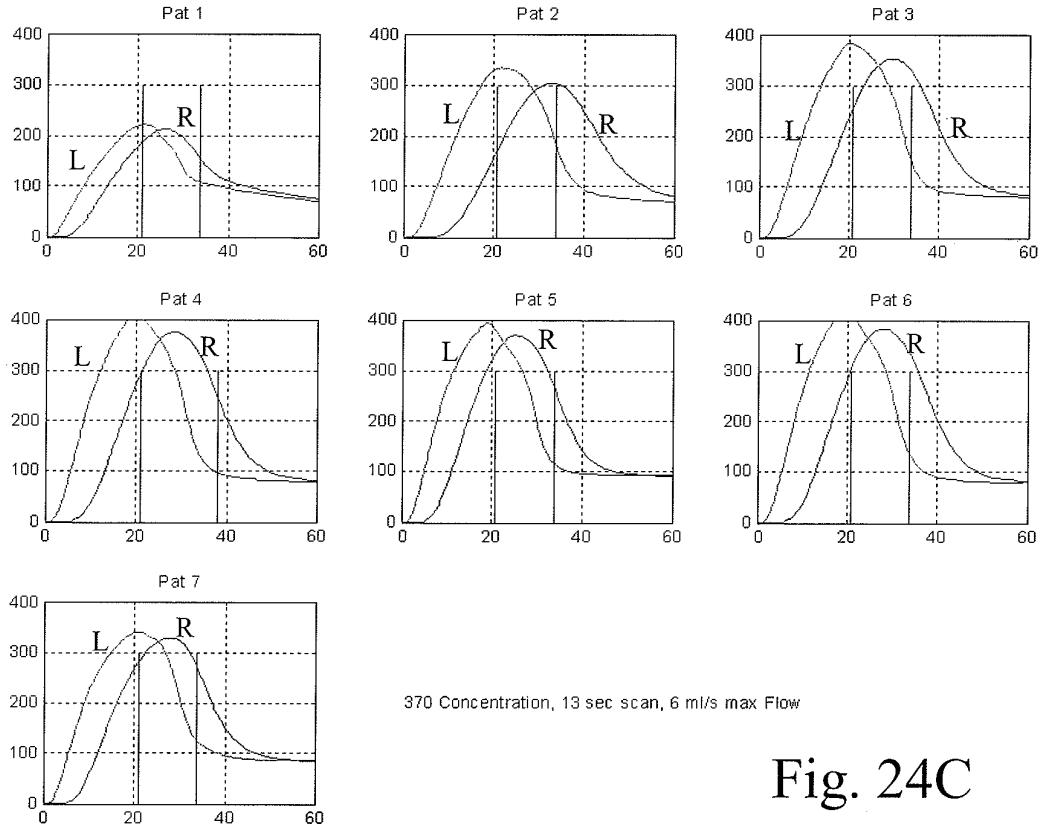 Pat 1
400
300
200
100
0
L
R
0 20 40 60
Pat 2
400
300
200
100
0
L
R
0 20 40 60
Pat 3
400
300
200
100
0
L
R
0 20 40 60
Pat 4
400
300
200
100
0
L
R
0 20 40 60
Pat 5
400
300
200
100
0
L
R
0 20 40 60
Pat 6
400
300
200
100
0
L
R
0 20 40 60
Pat 7
400
300
200
100
0
L
R
0 20 40 60
370 Concentration, 13 sec scan, 6 ml/s max Flow
Fig. 24C